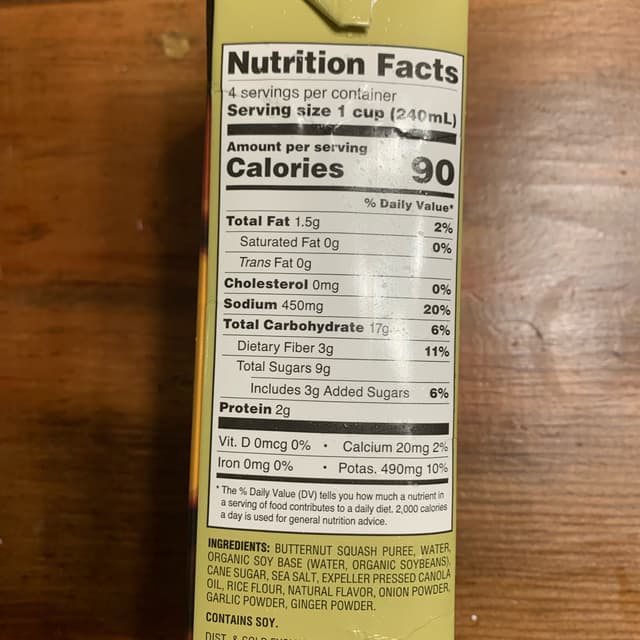 Nutrition Facts
4 servings per container
Serving size 1 cup (240mL)
Amount per serving
Calories 90
% Daily Value*
Total Fat 1.5g 2%
Saturated Fat 0g 0%
Trans Fat 0g
Cholesterol 0mg 0%
Sodium 450mg 20%
Total Carbohydrate 17g 6%
Dietary Fiber 3g 11%
Total Sugars 9g
Includes 3g Added Sugars 6%
Protein 2g
Vit. D 0mcg 0% • Calcium 20mg 2%
Iron 0mg 0% • Potas. 490mg 10%
* The % Daily Value (DV) tells you how much a nutrient in
a serving of food contributes to a daily diet. 2,000 calories
a day is used for general nutrition advice.
INGREDIENTS: BUTTERNUT SQUASH PUREE, WATER,
ORGANIC SOY BASE (WATER, ORGANIC SOYBEANS),
CANE SUGAR, SEA SALT, EXPELLER PRESSED CANOLA
OIL, RICE FLOUR, NATURAL FLAVOR, ONION POWDER,
GARLIC POWDER, GINGER POWDER.
CONTAINS SOY.
DIST. & SOLD